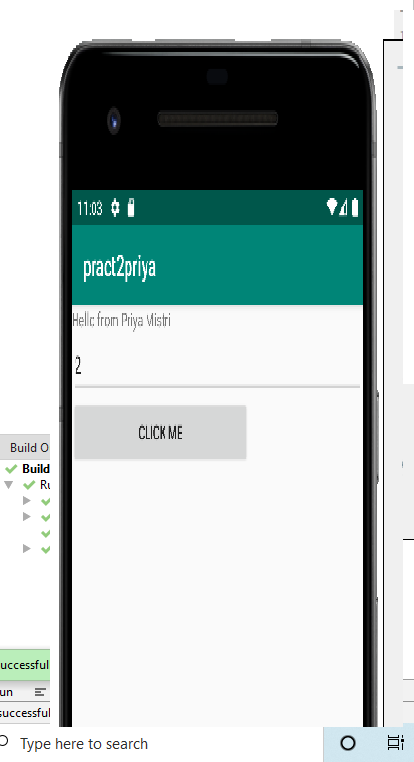 11:03
pract2priya
Hello from Priya Mistri
2
CLICK ME
Build O
Build
Ru
uccessful
un
successful
Type here to search